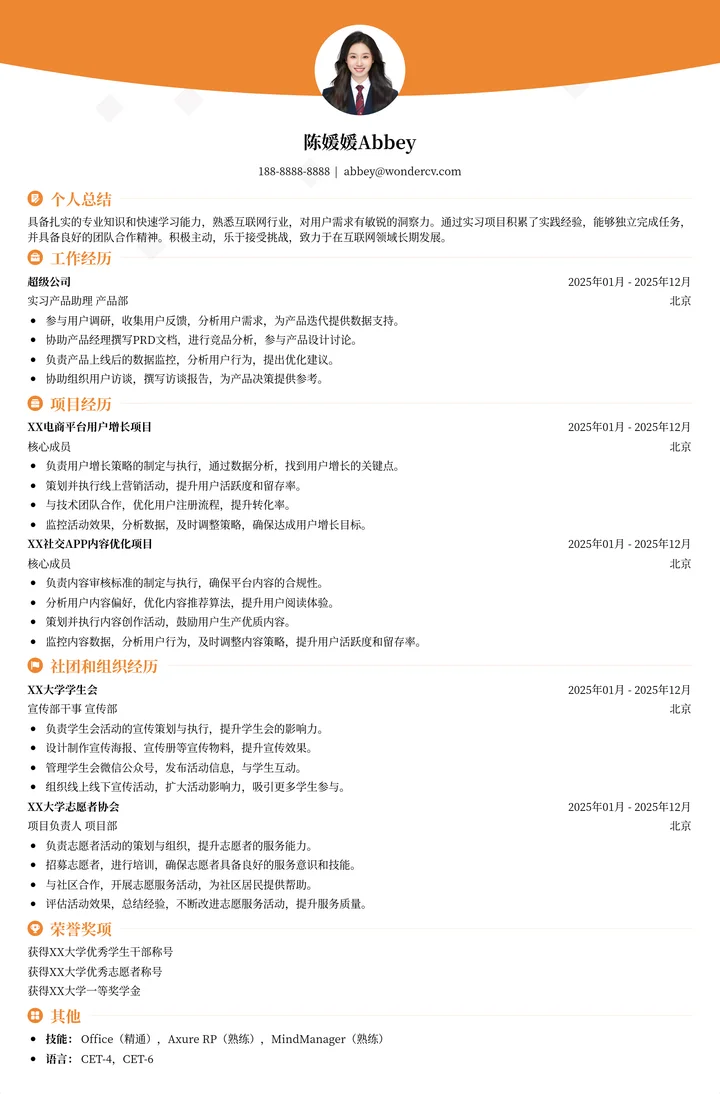 陈媛媛Abbey
188-8888-8888 | abbey@wondercv.com
个人总结
具备扎实的专业知识和快速学习能力，熟悉互联网行业，对用户需求有敏锐的洞察力。通过实习项目积累了实践经验，能够独立完成任务，
并具备良好的团队合作精神。积极主动，乐于接受挑战，致力于在互联网领域长期发展。
工作经历
超级公司 2025年01月 - 2025年12月
实习产品助理 产品部 北京
• 参与用户调研，收集用户反馈，分析用户需求，为产品迭代提供数据支持。
• 协助产品经理撰写PRD文档，进行竞品分析，参与产品设计讨论。
• 负责产品上线后的数据监控，分析用户行为，提出优化建议。
• 协助组织用户访谈，撰写访谈报告，为产品决策提供参考。
项目经历
XX电商平台用户增长项目 2025年01月 - 2025年12月
核心成员 北京
• 负责用户增长策略的制定与执行，通过数据分析，找到用户增长的关键点。
• 策划并执行线上营销活动，提升用户活跃度和留存率。
• 与技术团队合作，优化用户注册流程，提升转化率。
• 监控活动效果，分析数据，及时调整策略，确保达成用户增长目标。
XX社交APP内容优化项目 2025年01月 - 2025年12月
核心成员 北京
• 负责内容审核标准的制定与执行，确保平台内容的合规性。
• 分析用户内容偏好，优化内容推荐算法，提升用户阅读体验。
• 策划并执行内容创作活动，鼓励用户生产优质内容。
• 监控内容数据，分析用户行为，及时调整内容策略，提升用户活跃度和留存率。
社团和组织经历
XX大学学生会 2025年01月 - 2025年12月
宣传部干事 宣传部 北京
• 负责学生会活动的宣传策划与执行，提升学生会的影响力。
• 设计制作宣传海报、宣传册等宣传物料，提升宣传效果。
• 管理学生会微信公众号，发布活动信息，与学生互动。
• 组织线上线下宣传活动，扩大活动影响力，吸引更多学生参与。
XX大学志愿者协会 2025年01月 - 2025年12月
项目负责人 项目部 北京
• 负责志愿者活动的策划与组织，提升志愿者的服务能力。
• 招募志愿者，进行培训，确保志愿者具备良好的服务意识和技能。
• 与社区合作，开展志愿服务活动，为社区居民提供帮助。
• 评估活动效果，总结经验，不断改进志愿服务活动，提升服务质量。
荣誉奖项
获得XX大学优秀学生干部称号
获得XX大学优秀志愿者称号
获得XX大学一等奖学金
其他
• 技能： Office（精通），Axure RP（熟练），MindManager（熟练）
• 语言： CET-4，CET-6